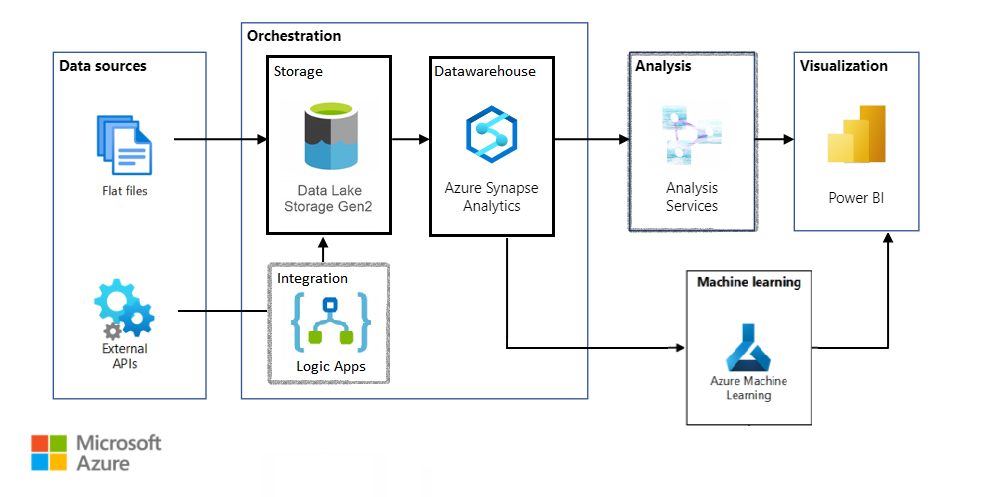 Orchestration
Data sources
Storage
Datawarehouse
Analysis
Visualization
Flat files
Data Lake
Storage Gen2
Azure Synapse
Analytics
Analysis
Services
Power BI
Integration
Machine learning
External
APIs
Logic Apps
Azure Machine
Learning
Microsoft
Azure